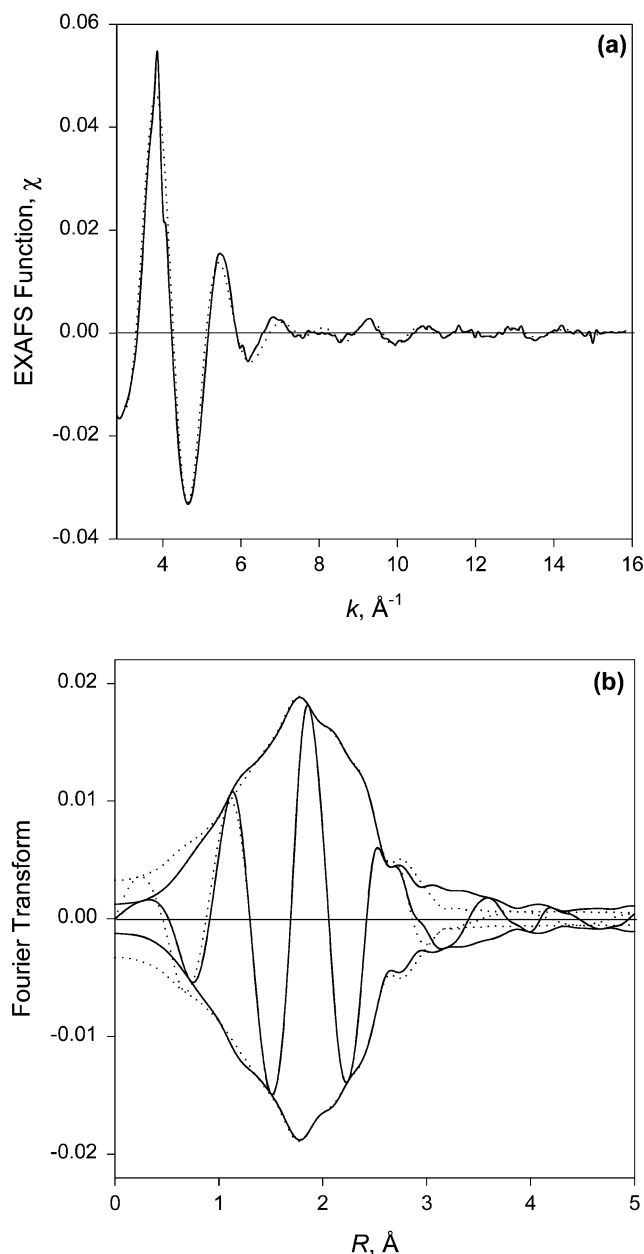 (a)
0.06
0.04
0.02
0.00
-0.02
-0.04
EXAFS Function, χ
4 6 8 10 12 14 16
k, Å-1
(b)
0.02
0.01
0.00
-0.01
-0.02
Fourier Transform
0 1 2 3 4 5
R, Å